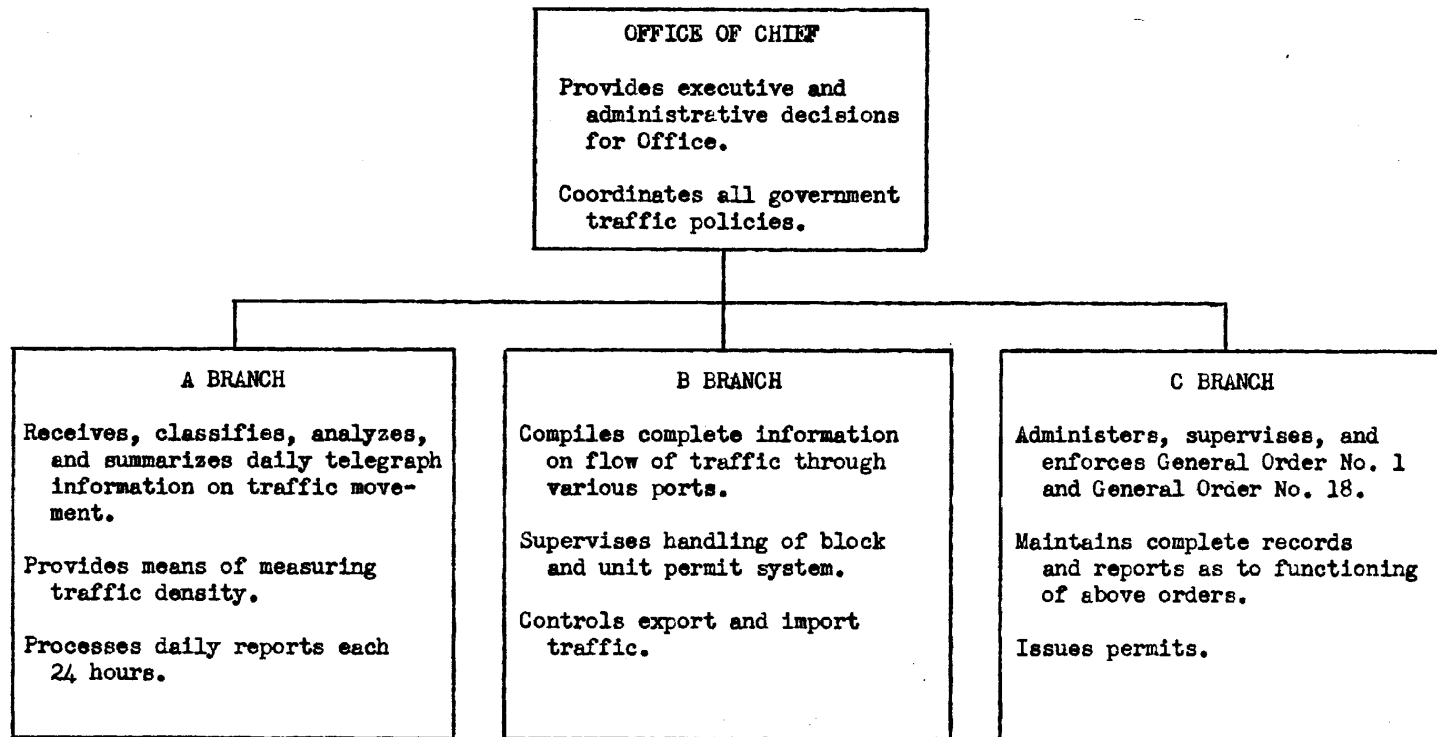 OFFICE OF CHIEF
Provides executive and
administrative decisions
for Office.
Coordinates all government
traffic policies.
A BRANCH
Receives, classifies, analyzes,
and summarizes daily telegraph
information on traffic move-
ment.
Provides means of measuring
traffic density.
Processes daily reports each
24 hours.
B BRANCH
Compiles complete information
on flow of traffic through
various ports.
Supervises handling of block
and unit permit system.
Controls export and import
traffic.
C BRANCH
Administers, supervises, and
enforces General Order No. 1
and General Order No. 18.
Maintains complete records
and reports as to functioning
of above orders.
Issues permits.